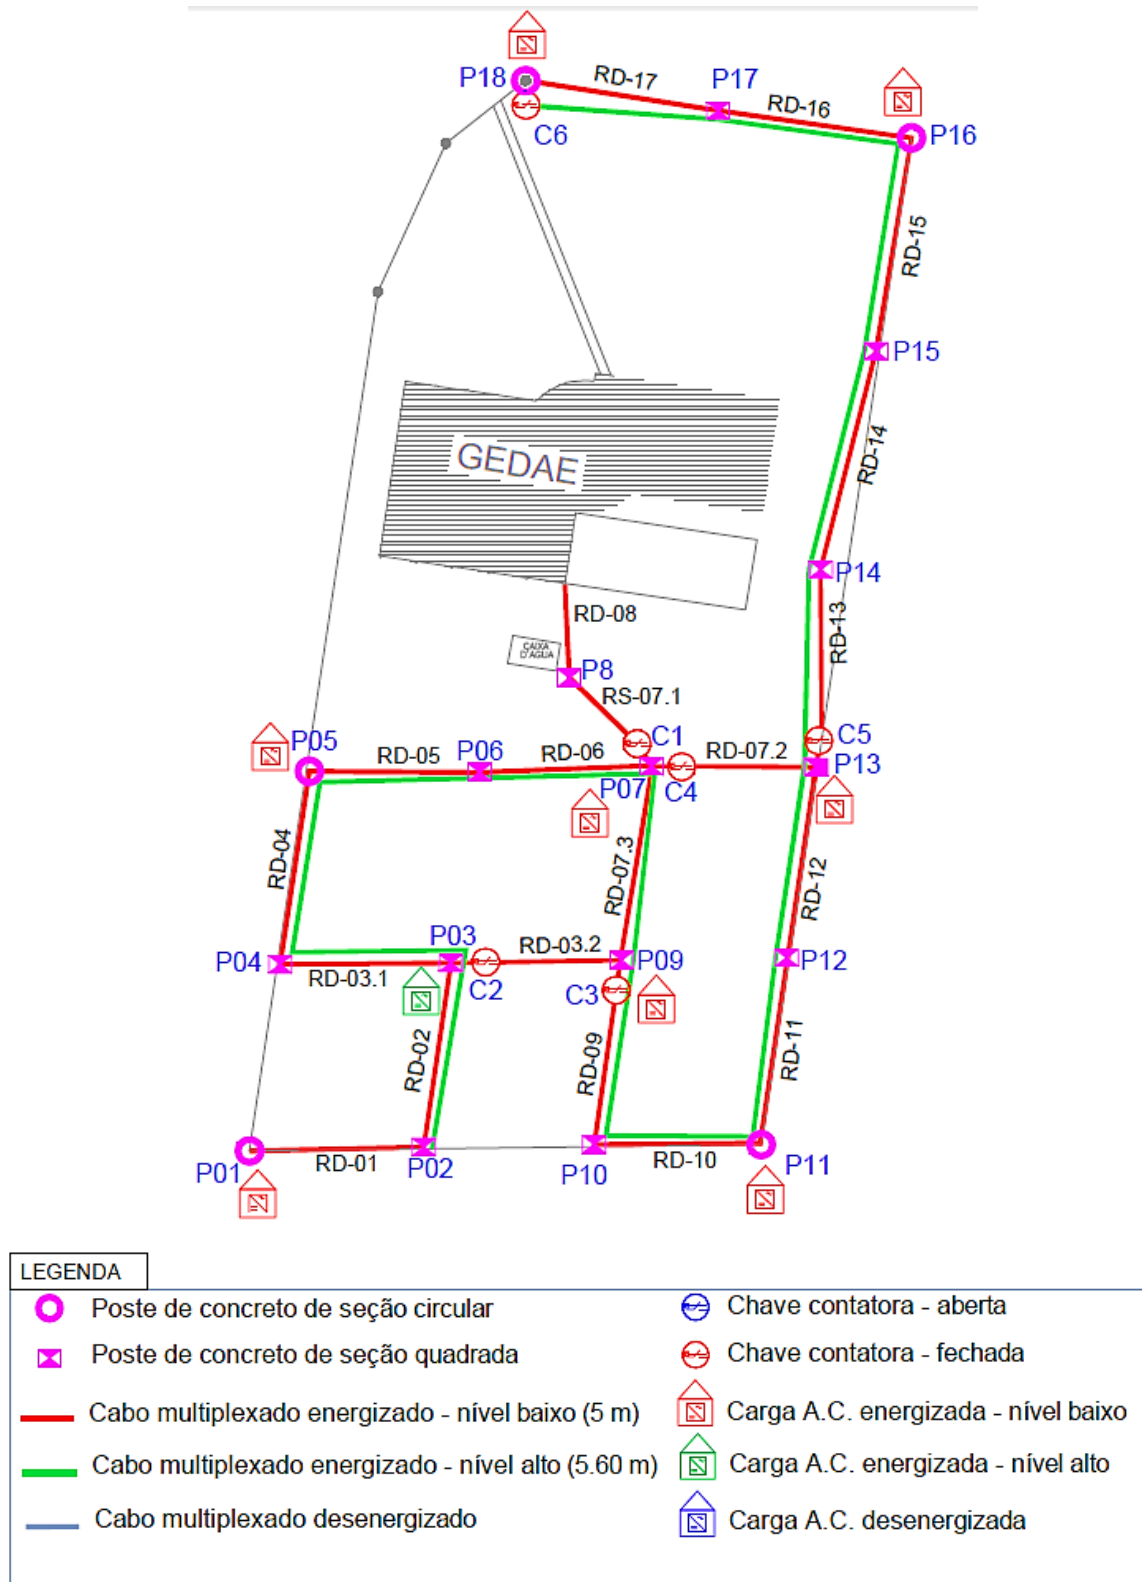 P18
RD-17
P17
RD-16
C6
P16
RD-15
P15
RD-14
GEDAE
P14
RD-08
RD-13
CAIXA
D'AGUA
P8
RS-07.1
C1
RD-07.2
C5
P05
RD-05
P06
RD-06
P07
C4
P13
RD-04
RD-07.3
RD-12
P03
RD-03.2
P04
RD-03.1
C2
P09
C3
P12
RD-02
RD-09
RD-11
P01
RD-01
P02
P10
RD-10
P11
LEGENDA
Poste de concreto de seção circular
Poste de concreto de seção quadrada
Cabo multiplexado energizado - nível baixo (5 m)
Cabo multiplexado energizado - nível alto (5.60 m)
Cabo multiplexado desenergizado
Chave contatora - aberta
Chave contatora - fechada
Carga A.C. energizada - nível baixo
Carga A.C. energizada - nível alto
Carga A.C. desenergizada